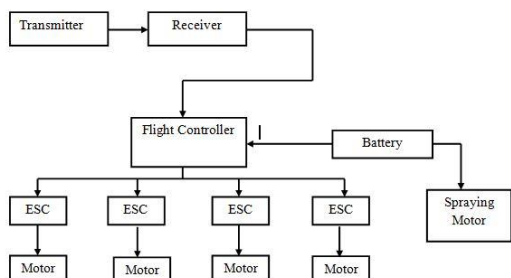 Transmitter
Receiver
Flight Controller
Battery
ESC
ESC
ESC
ESC
Spraying
Motor
Motor
Motor
Motor
Motor